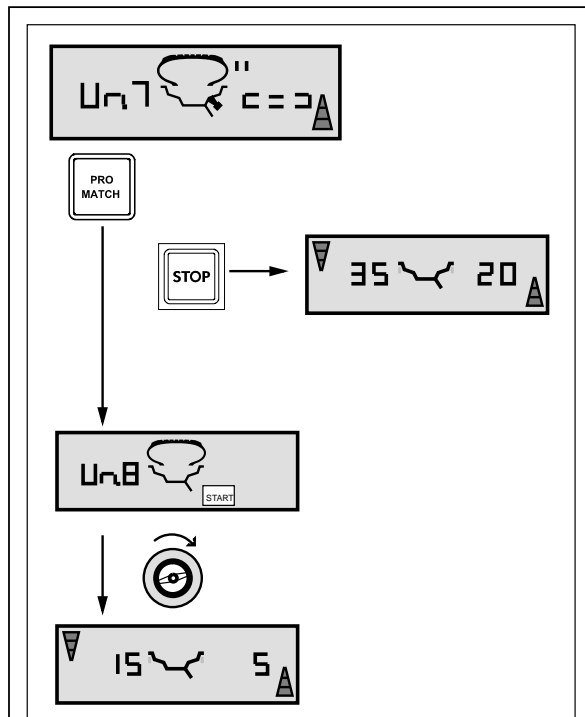 Un.7 " c = ɔ
PRO
MATCH
STOP
35 20
Un.8
START
15 5